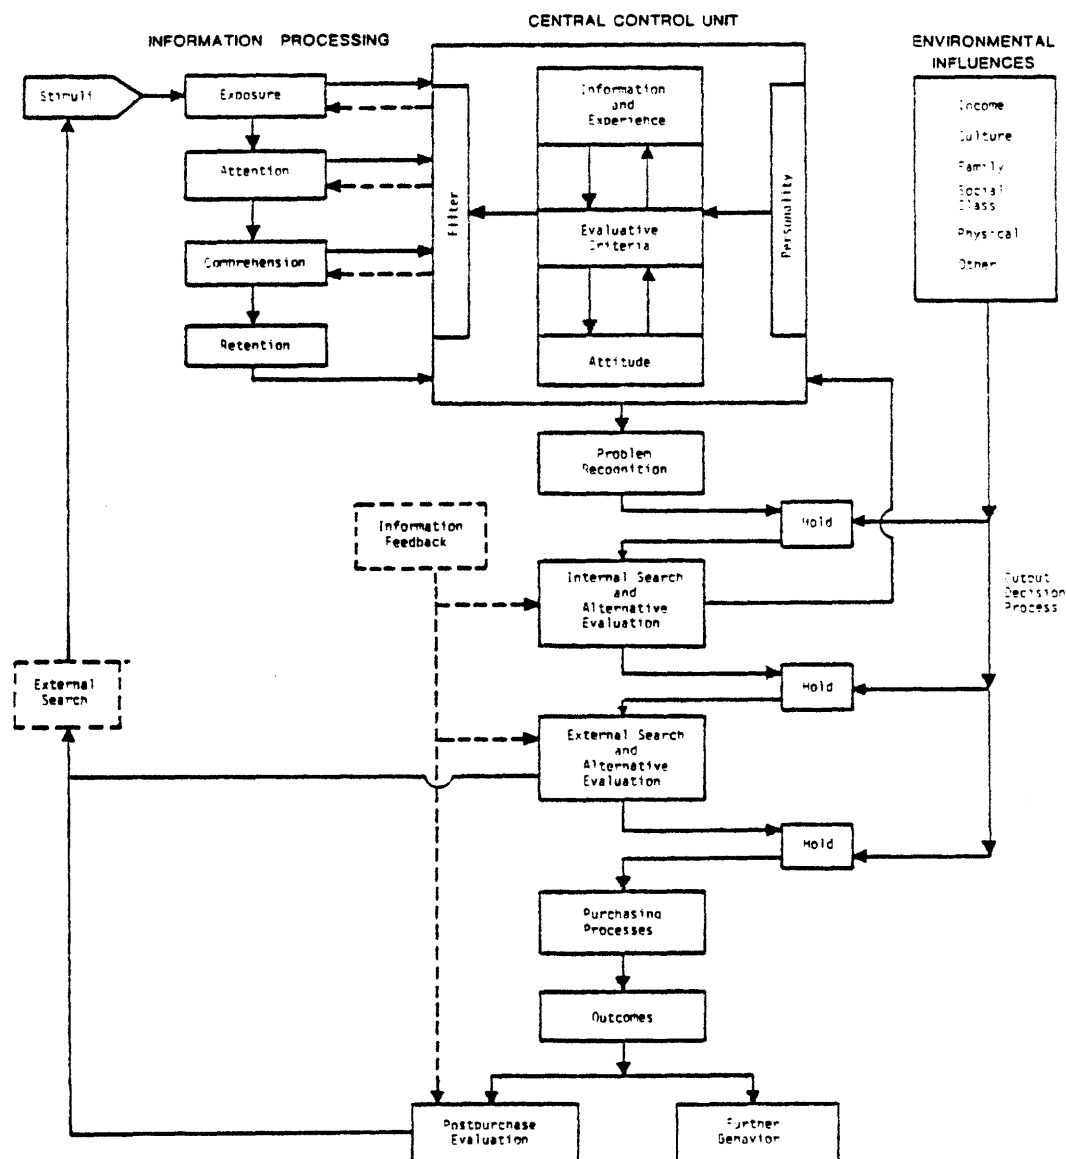 CENTRAL CONTROL UNIT
INFORMATION PROCESSING
ENVIRONMENTAL
INFLUENCES
Stimuli
Exposure
Attention
Comprehension
Retention
Filter
Information
and
Experience
Evaluative
Criteria
Attitude
Personality
Income
Culture
Family
Social
Class
Physical
Other
Problem
Recognition
Hold
Information
Feedback
Internal Search
and
Alternative
Evaluation
Output
Decision
Process
External
Search
Hold
External Search
and
Alternative
Evaluation
Hold
Purchasing
Processes
Outcomes
Postpurchase
Evaluation
Further
Behavior